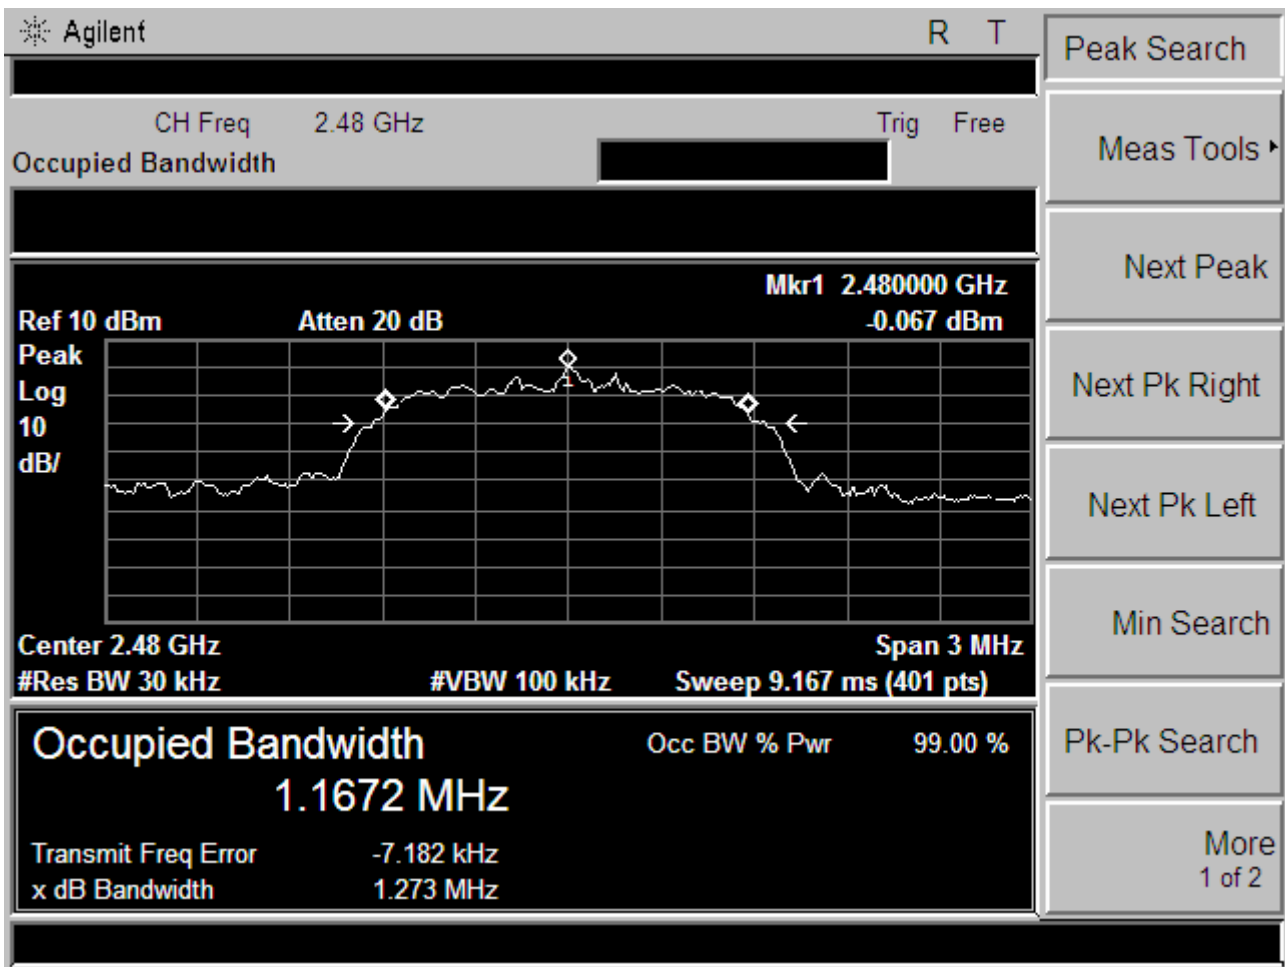 Agilent R T
Peak Search
CH Freq 2.48 GHz Trig Free
Occupied Bandwidth
Meas Tools
Next Peak
Next Pk Right
Next Pk Left
Min Search
Pk-Pk Search
More
1 of 2
Mkr1 2.480000 GHz
Ref 10 dBm Atten 20 dB -0.067 dBm
Peak
Log
10
dB/
1
Center 2.48 GHz Span 3 MHz
#Res BW 30 kHz #VBW 100 kHz Sweep 9.167 ms (401 pts)
Occupied Bandwidth Occ BW % Pwr 99.00 %
1.1672 MHz
Transmit Freq Error -7.182 kHz
x dB Bandwidth 1.273 MHz